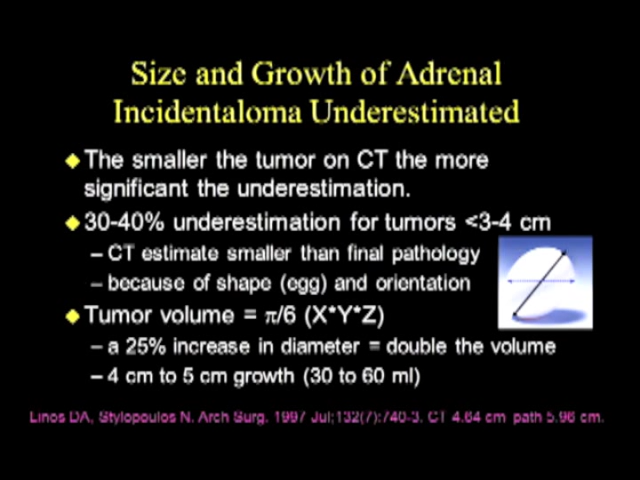 Size and Growth of Adrenal
Incidentaloma Underestimated
◆ The smaller the tumor on CT the more
significant the underestimation.
◆ 30-40% underestimation for tumors <3-4 cm
– CT estimate smaller than final pathology
– because of shape (egg) and orientation
◆ Tumor volume = π/6 (X*Y*Z)
– a 25% increase in diameter = double the volume
– 4 cm to 5 cm growth (30 to 60 ml)
Linos DA, Stylopoulos N. Arch Surg. 1997 Jul;132(7):740-3. CT 4.64 cm path 5.96 cm.